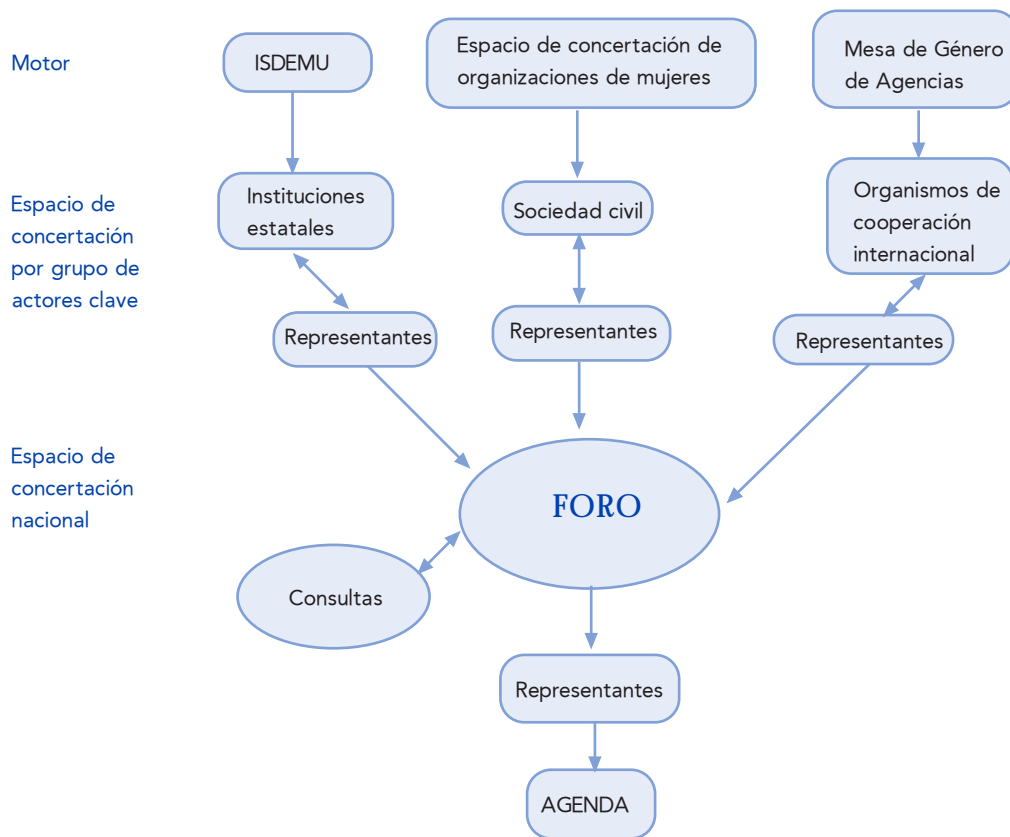 Motor
ISDEMU
Espacio de concertación de
organizaciones de mujeres
Mesa de Género
de Agencias
Espacio de
concertación
por grupo de
actores clave
Instituciones
estatales
Sociedad civil
Organismos de
cooperación
internacional
Representantes
Representantes
Representantes
Espacio de
concertación
nacional
FORO
Consultas
Representantes
AGENDA